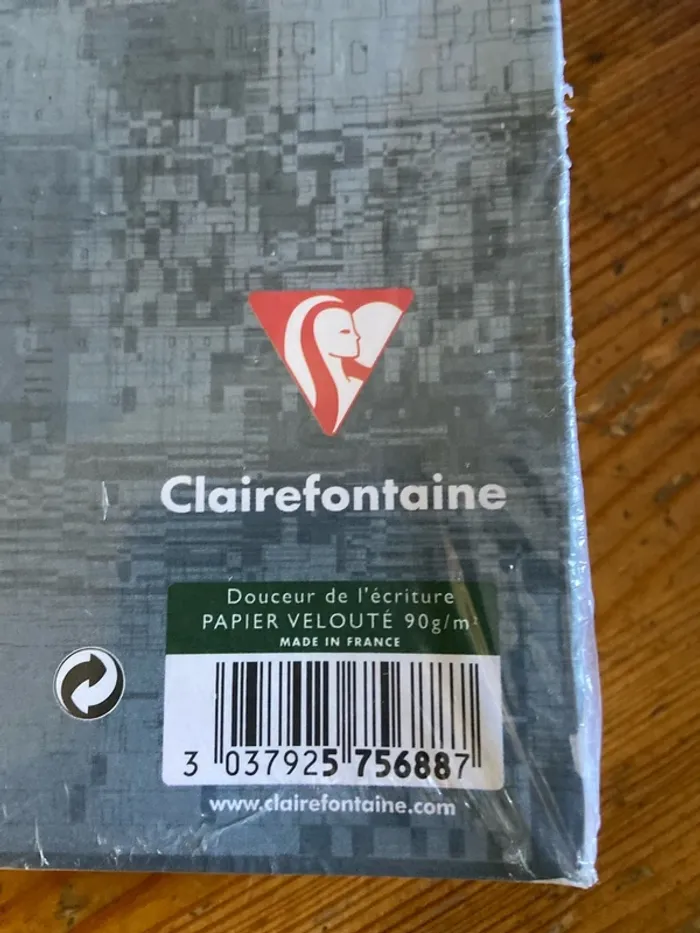 Clairefontaine
Douceur de l'écriture
PAPIER VELOUTÉ 90g/m²
MADE IN FRANCE
3 037925 756887
www.clairefontaine.com